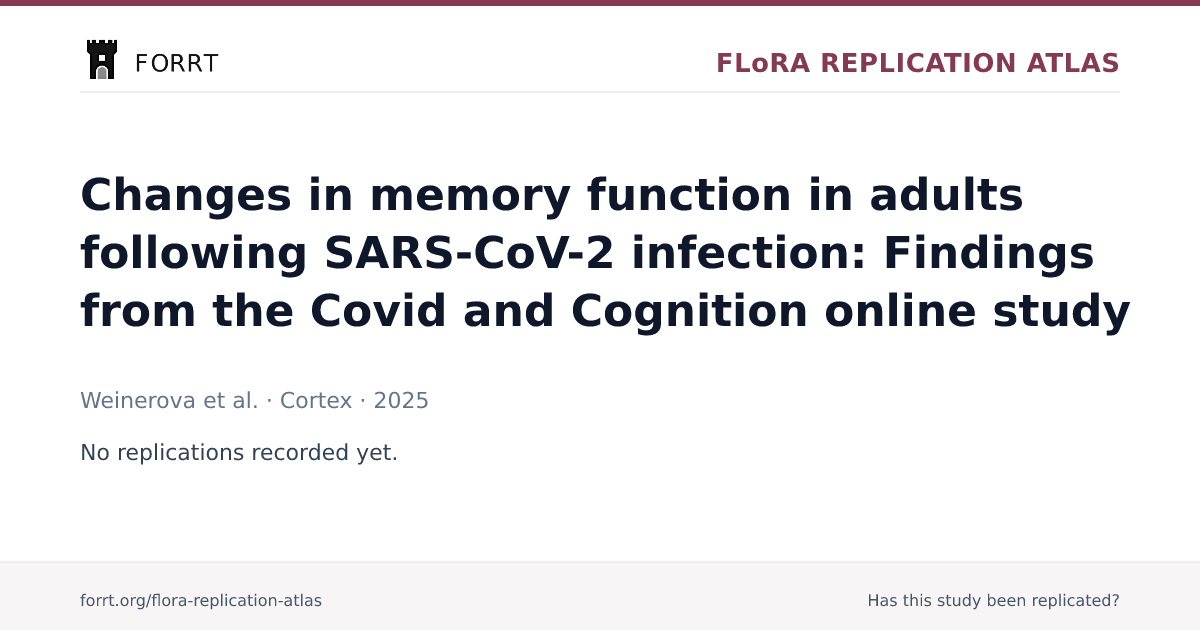 FORRT
FLoRA REPLICATION ATLAS
Changes in memory function in adults
following SARS-CoV-2 infection: Findings
from the Covid and Cognition online study
Weinerova et al. · Cortex · 2025
No replications recorded yet.
forrt.org/flora-replication-atlas
Has this study been replicated?